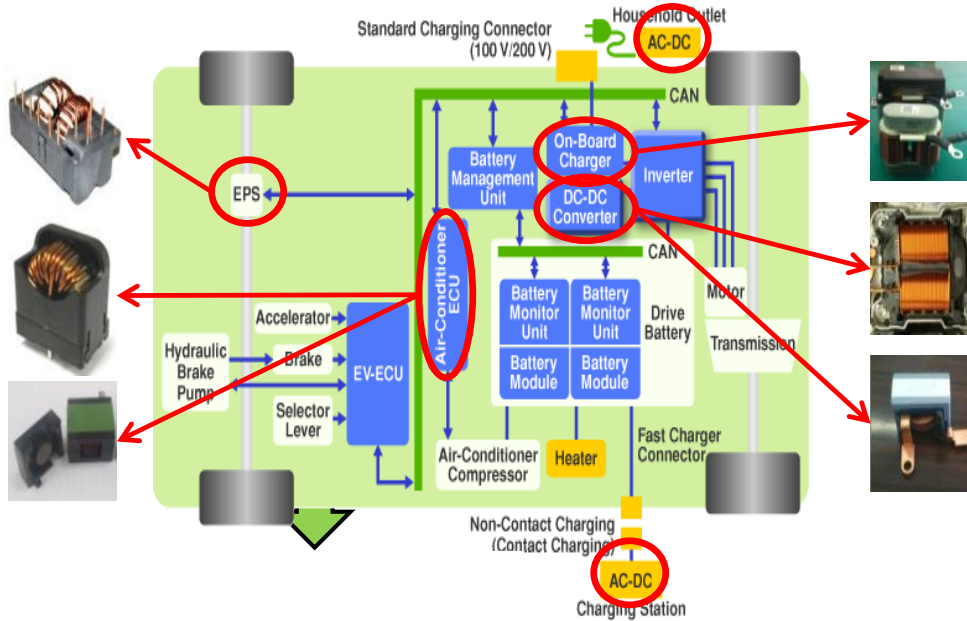 Household Outlet
AC-DC
Standard Charging Connector
(100 V/200 V)
CAN
On-Board
Charger
Battery
Management
Unit
Inverter
DC-DC
Converter
EPS
CAN
Air-Conditioner
ECU
Battery
Monitor
Unit
Battery
Monitor
Unit
Drive
Battery
Motor
Transmission
Accelerator
Hydraulic
Brake
Pump
Brake
EV-ECU
Selector
Lever
Battery
Module
Battery
Module
Air-Conditioner
Compressor
Heater
Fast Charger
Connector
Non-Contact Charging
(Contact Charging)
AC-DC
Charging Station